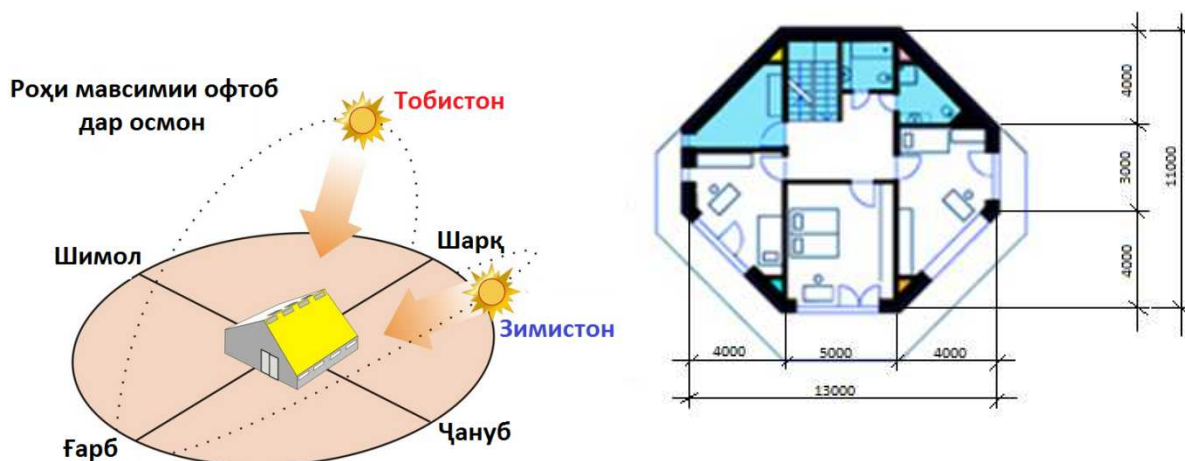 Роҳи мавсимии офтоб
дар осмон
Тобистон
Шимол
Шарқ
Зимистон
Ғарб
Ҷануб
4000
3000
4000
11000
4000
5000
4000
13000